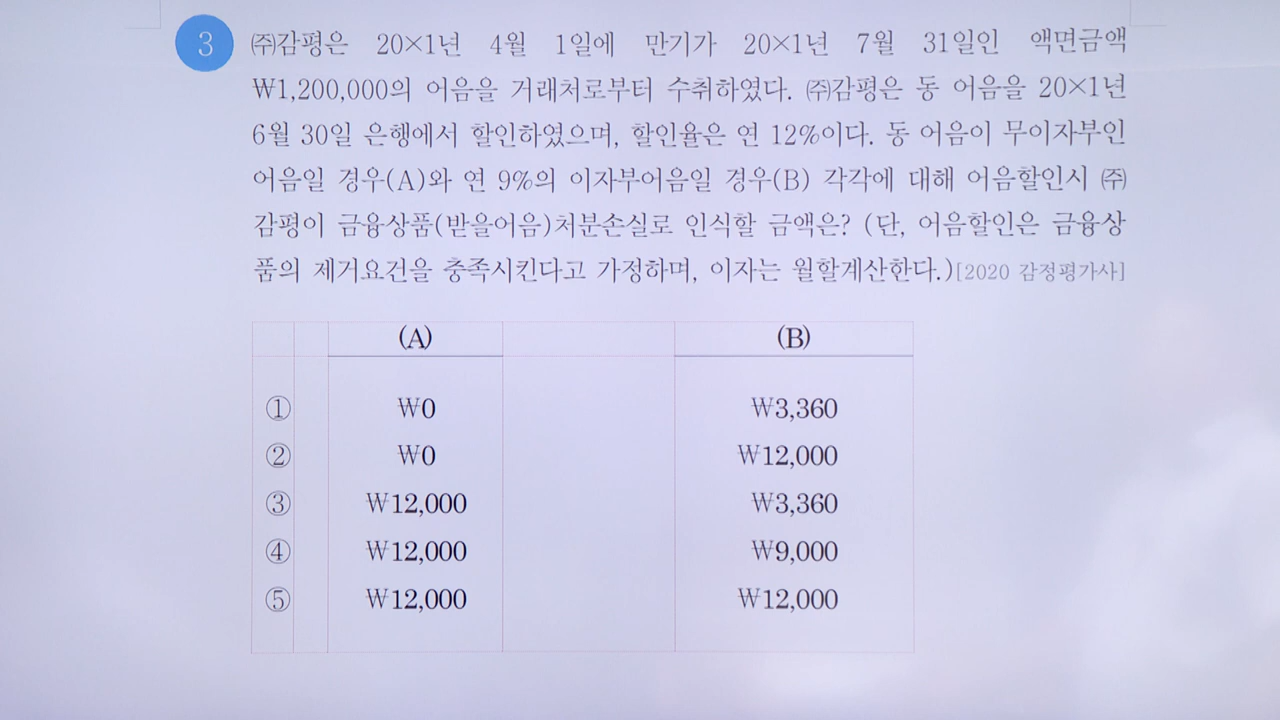 3 ㈜감평은 20×1년 4월 1일에 만기가 20×1년 7월 31일인 액면금액
₩1,200,000의 어음을 거래처로부터 수취하였다. ㈜감평은 동 어음을 20×1년
6월 30일 은행에서 할인하였으며, 할인율은 연 12%이다. 동 어음이 무이자부인
어음일 경우(A)와 연 9%의 이자부어음일 경우(B) 각각에 대해 어음할인시 ㈜
감평이 금융상품(받을어음)처분손실로 인식할 금액은? (단, 어음할인은 금융상
품의 제거요건을 충족시킨다고 가정하며, 이자는 월할계산한다.)[2020 감정평가사]
(A) (B)
① ₩0 ₩3,360
② ₩0 ₩12,000
③ ₩12,000 ₩3,360
④ ₩12,000 ₩9,000
⑤ ₩12,000 ₩12,000